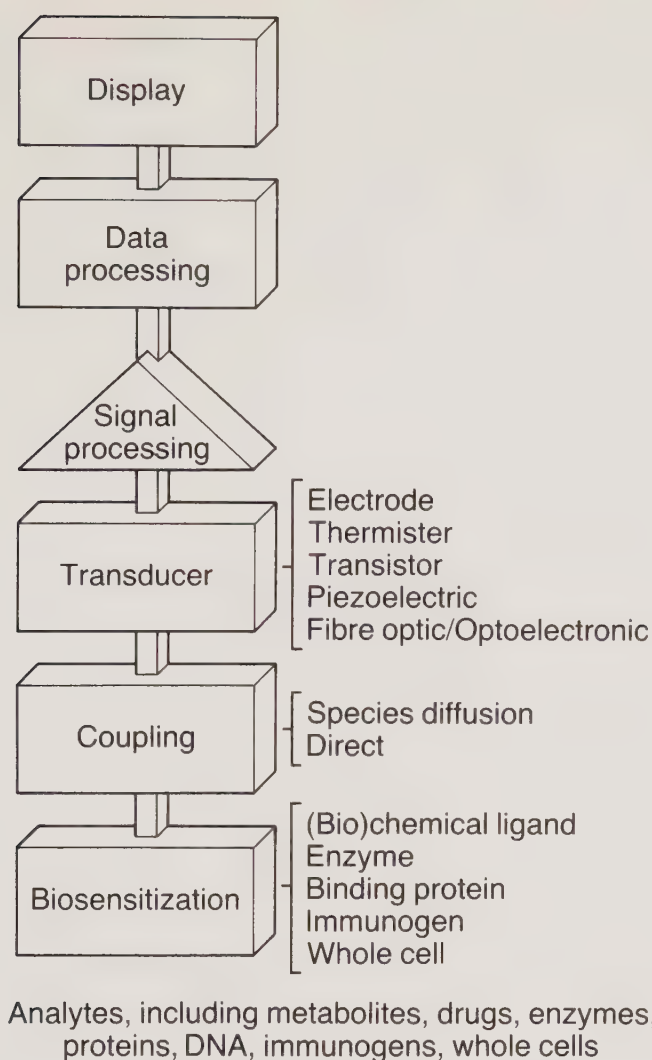 Display
Data
processing
Signal
processing
Transducer
Electrode
Thermister
Transistor
Piezoelectric
Fibre optic/Optoelectronic
Coupling
Species diffusion
Direct
Biosensitization
(Bio)chemical ligand
Enzyme
Binding protein
Immunogen
Whole cell
Analytes, including metabolites, drugs, enzymes,
proteins, DNA, immunogens, whole cells